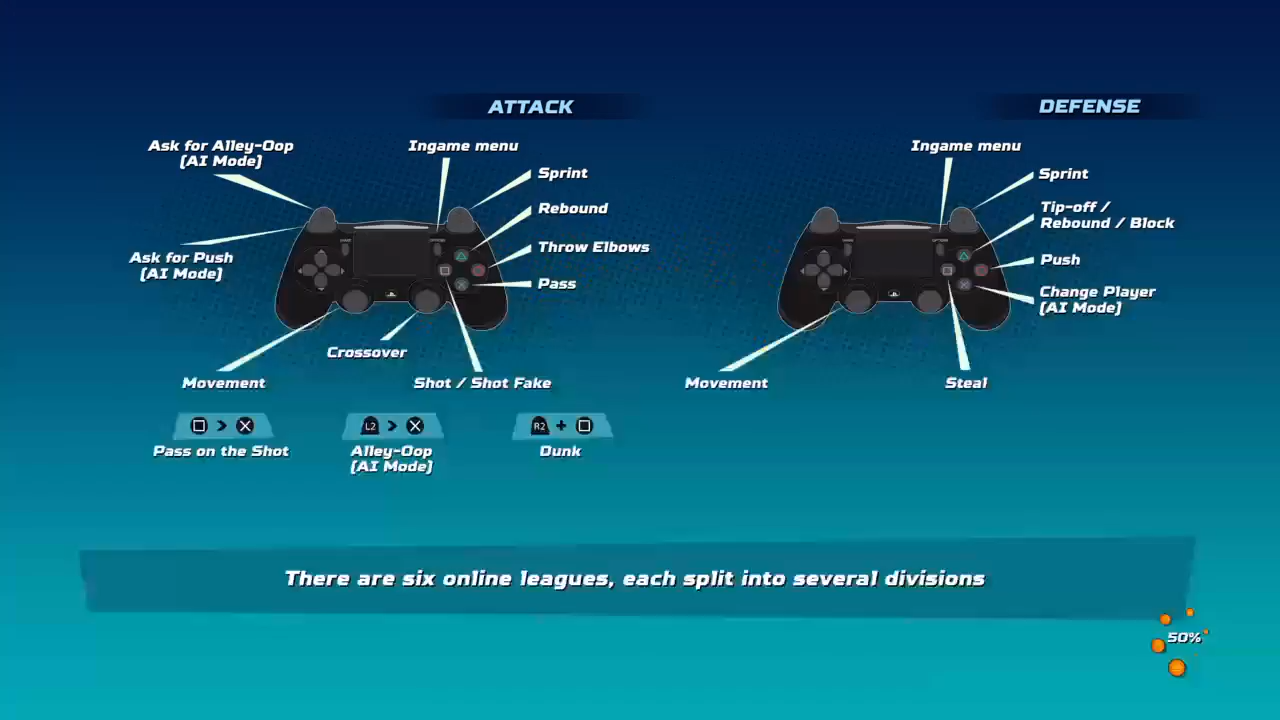 ATTACK
Ask for Alley-Oop
[AI Mode]
Ingame menu
Sprint
Rebound
Throw Elbows
Ask for Push
[AI Mode]
Pass
Crossover
Movement
Shot / Shot Fake
> 
L2 >
R2 +
Pass on the Shot
Alley-Oop
[AI Mode]
Dunk
DEFENSE
Ingame menu
Sprint
Tip-off /
Rebound / Block
Push
Change Player
[AI Mode]
Movement
Steal
There are six online leagues, each split into several divisions
50%